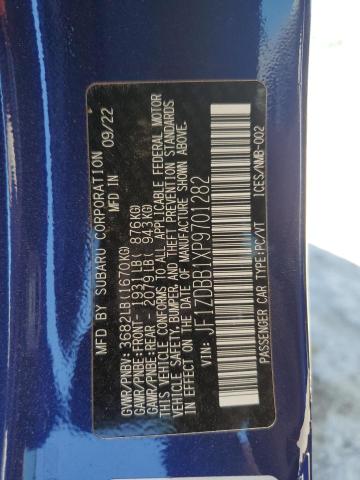 MFD BY SUBARU CORPORATION
MFD IN 09/22
GVWR/PNBV: 3682LB(1670KG)
GAWR/PNBE:FRONT- 1931LB( 876KG)
GAWR/PNBE:REAR - 2079LB( 943KG)
THIS VEHICLE CONFORMS TO ALL APPLICABLE FEDERAL MOTOR
VEHICLE SAFETY,BUMPER, AND THEFT PREVENTION STANDARDS
IN EFFECT ON THE DATE OF MANUFACTURE SHOWN ABOVE.
VIN: JF1ZDBB1XP9701282
PASSENGER CAR TYPE:PC/VT ICES/NMB-002